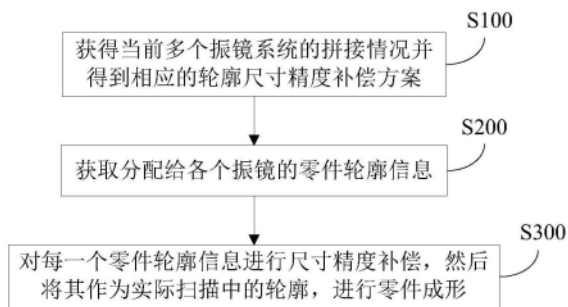 S100
获得当前多个振镜系统的拼接情况并
得到相应的轮廓尺寸精度补偿方案
S200
获取分配给各个振镜的零件轮廓信息
S300
对每一个零件轮廓信息进行尺寸精度补偿，然后
将其作为实际扫描中的轮廓，进行零件成形